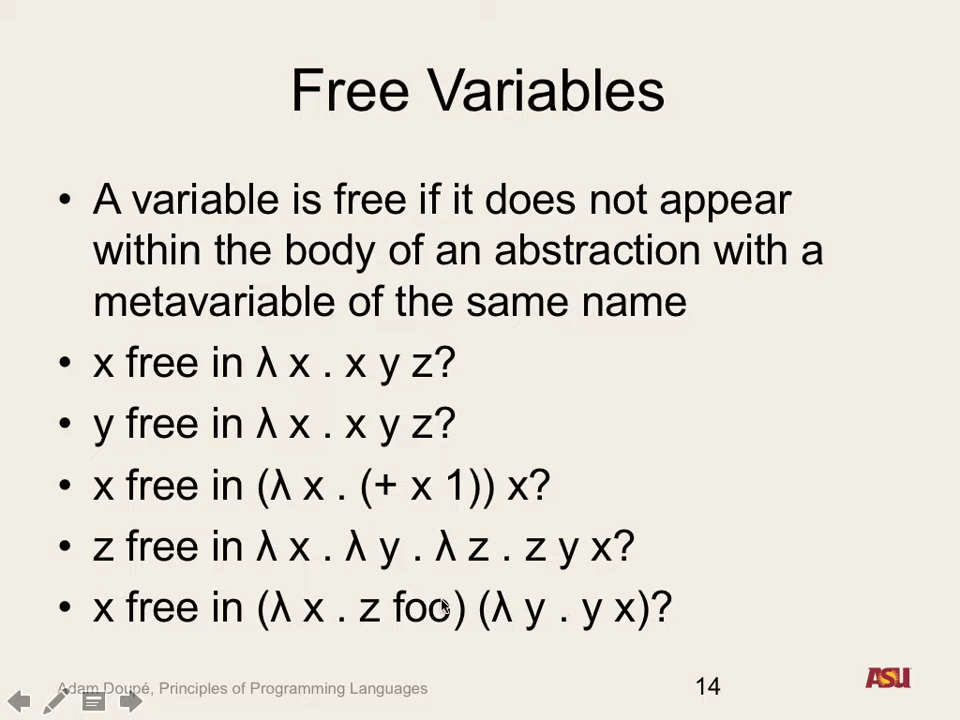 Free Variables
• A variable is free if it does not appear
within the body of an abstraction with a
metavariable of the same name
• x free in λ x . x y z?
• y free in λ x . x y z?
• x free in (λ x . (+ x 1)) x?
• z free in λ x . λ y . λ z . z y x?
• x free in (λ x . z foo) (λ y . y x)?
Adam Doupé, Principles of Programming Languages
14
ASU